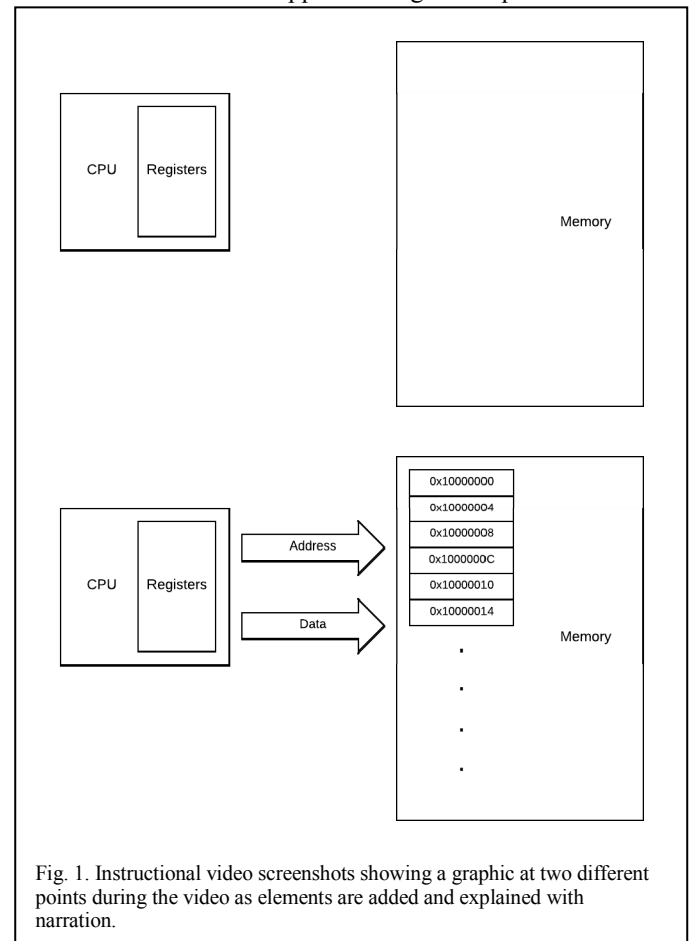 CPU
Registers
Memory
CPU
Registers
Address
Data
0x10000000
0x10000004
0x10000008
0x1000000C
0x10000010
0x10000014
Memory
Fig. 1. Instructional video screenshots showing a graphic at two different
points during the video as elements are added and explained with
narration.